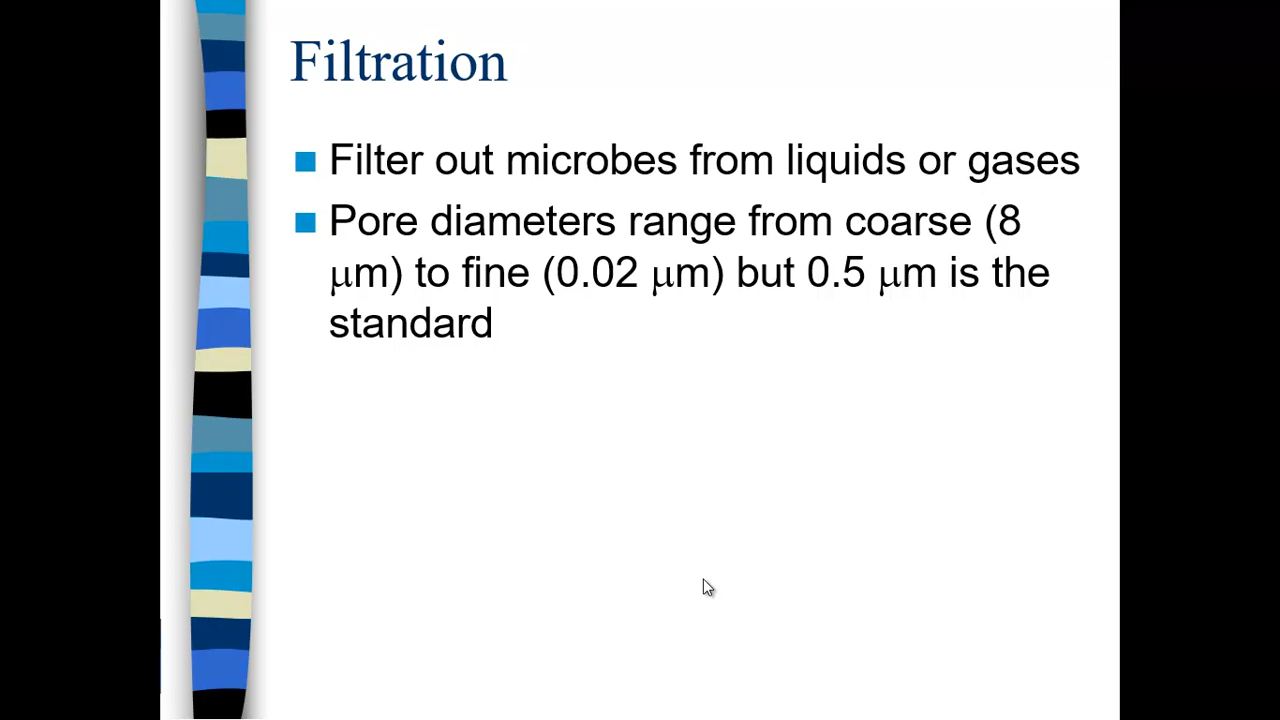 Filtration
Filter out microbes from liquids or gases
Pore diameters range from coarse (8
μm) to fine (0.02 μm) but 0.5 μm is the
standard